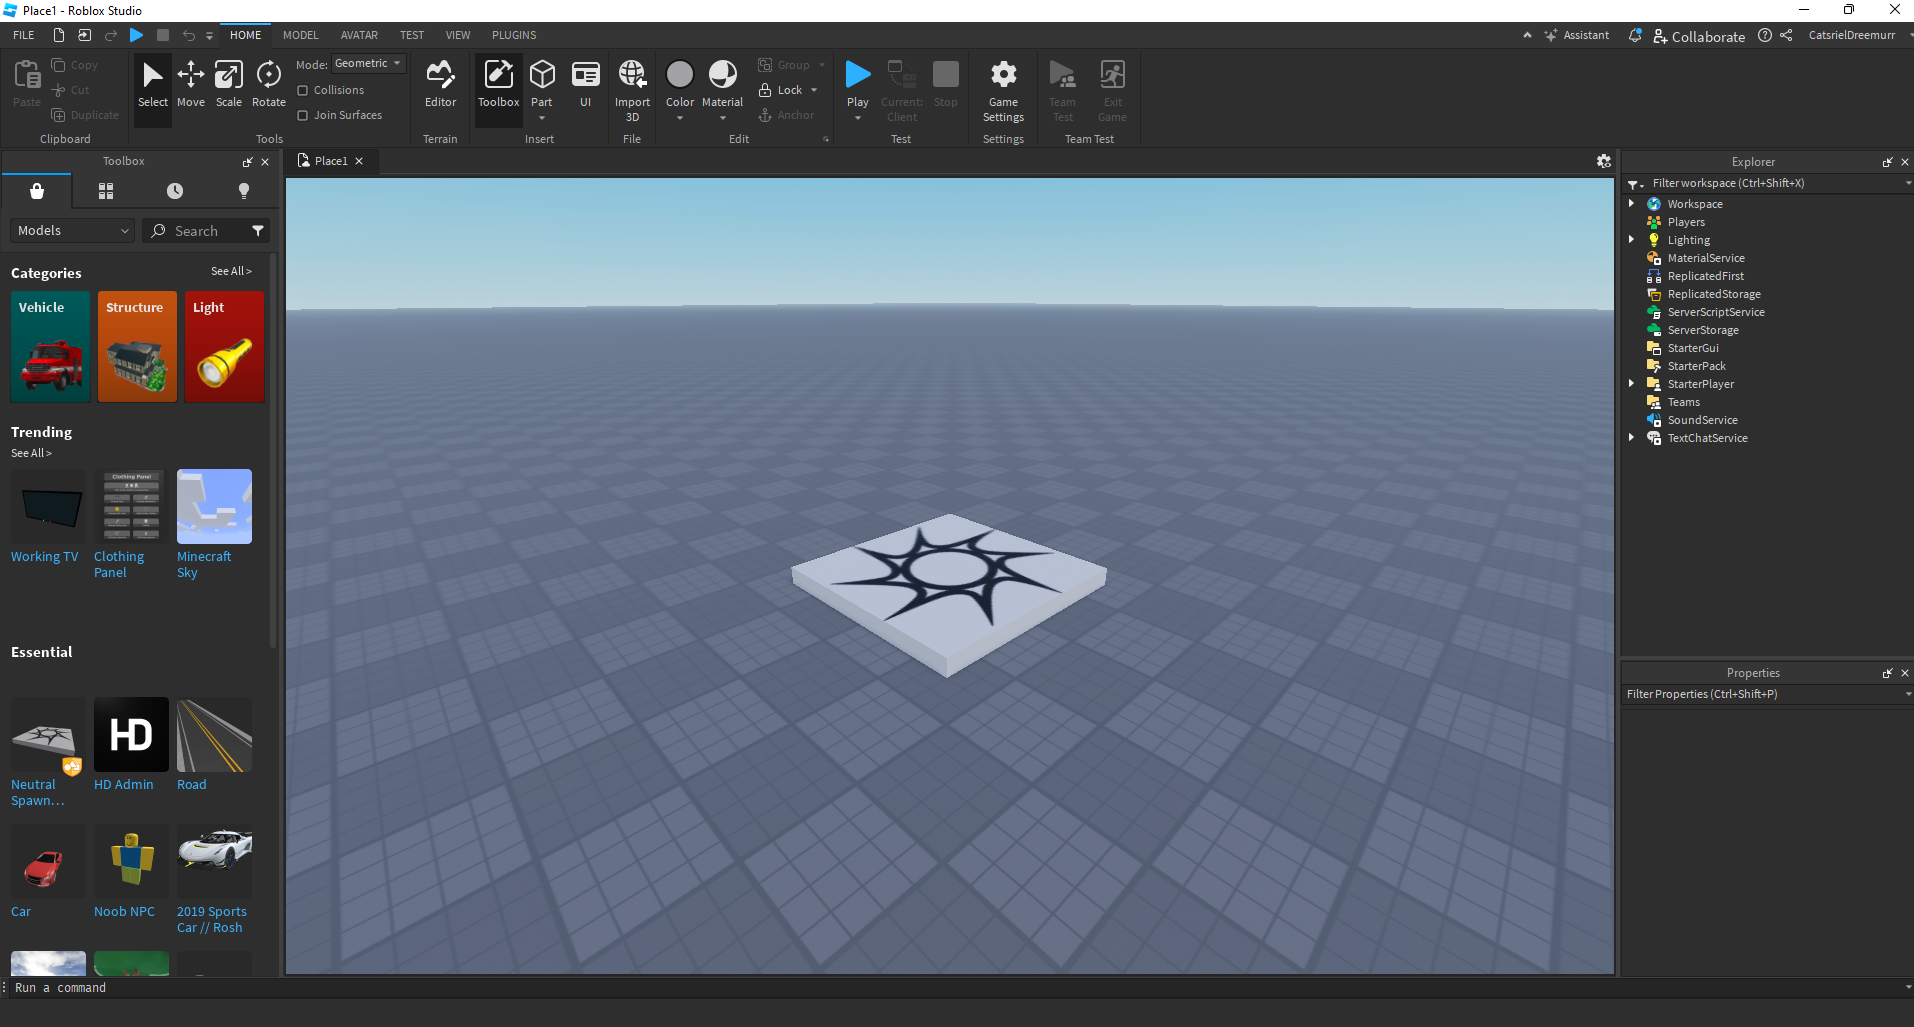 Place1 - Roblox Studio
FILE HOME MODEL AVATAR TEST VIEW PLUGINS Assistant Collaborate CatsrielDreemurr
Paste
Copy
Cut
Duplicate
Clipboard
Select Move Scale Rotate
Mode: Geometric
Collisions
Join Surfaces
Tools
Editor
Terrain
Toolbox Part UI
Insert
Import
3D
File
Color Material
Group
Lock
Anchor
Edit
Play
Current:
Client
Stop
Test
Game
Settings
Settings
Team
Test
Exit
Game
Team Test
Toolbox
Models
Search
Categories See All >
Vehicle Structure Light
Trending
See All >
Clothing Panel
Working TV
Clothing
Panel
Minecraft
Sky
Essential
HD
Neutral
Spawn...
HD Admin
Road
Car
Noob NPC
2019 Sports
Car // Rosh
Place1
Explorer
Filter workspace (Ctrl+Shift+X)
Workspace
Players
Lighting
MaterialService
ReplicatedFirst
ReplicatedStorage
ServerScriptService
ServerStorage
StarterGui
StarterPack
StarterPlayer
Teams
SoundService
TextChatService
Properties
Filter Properties (Ctrl+Shift+P)
Run a command